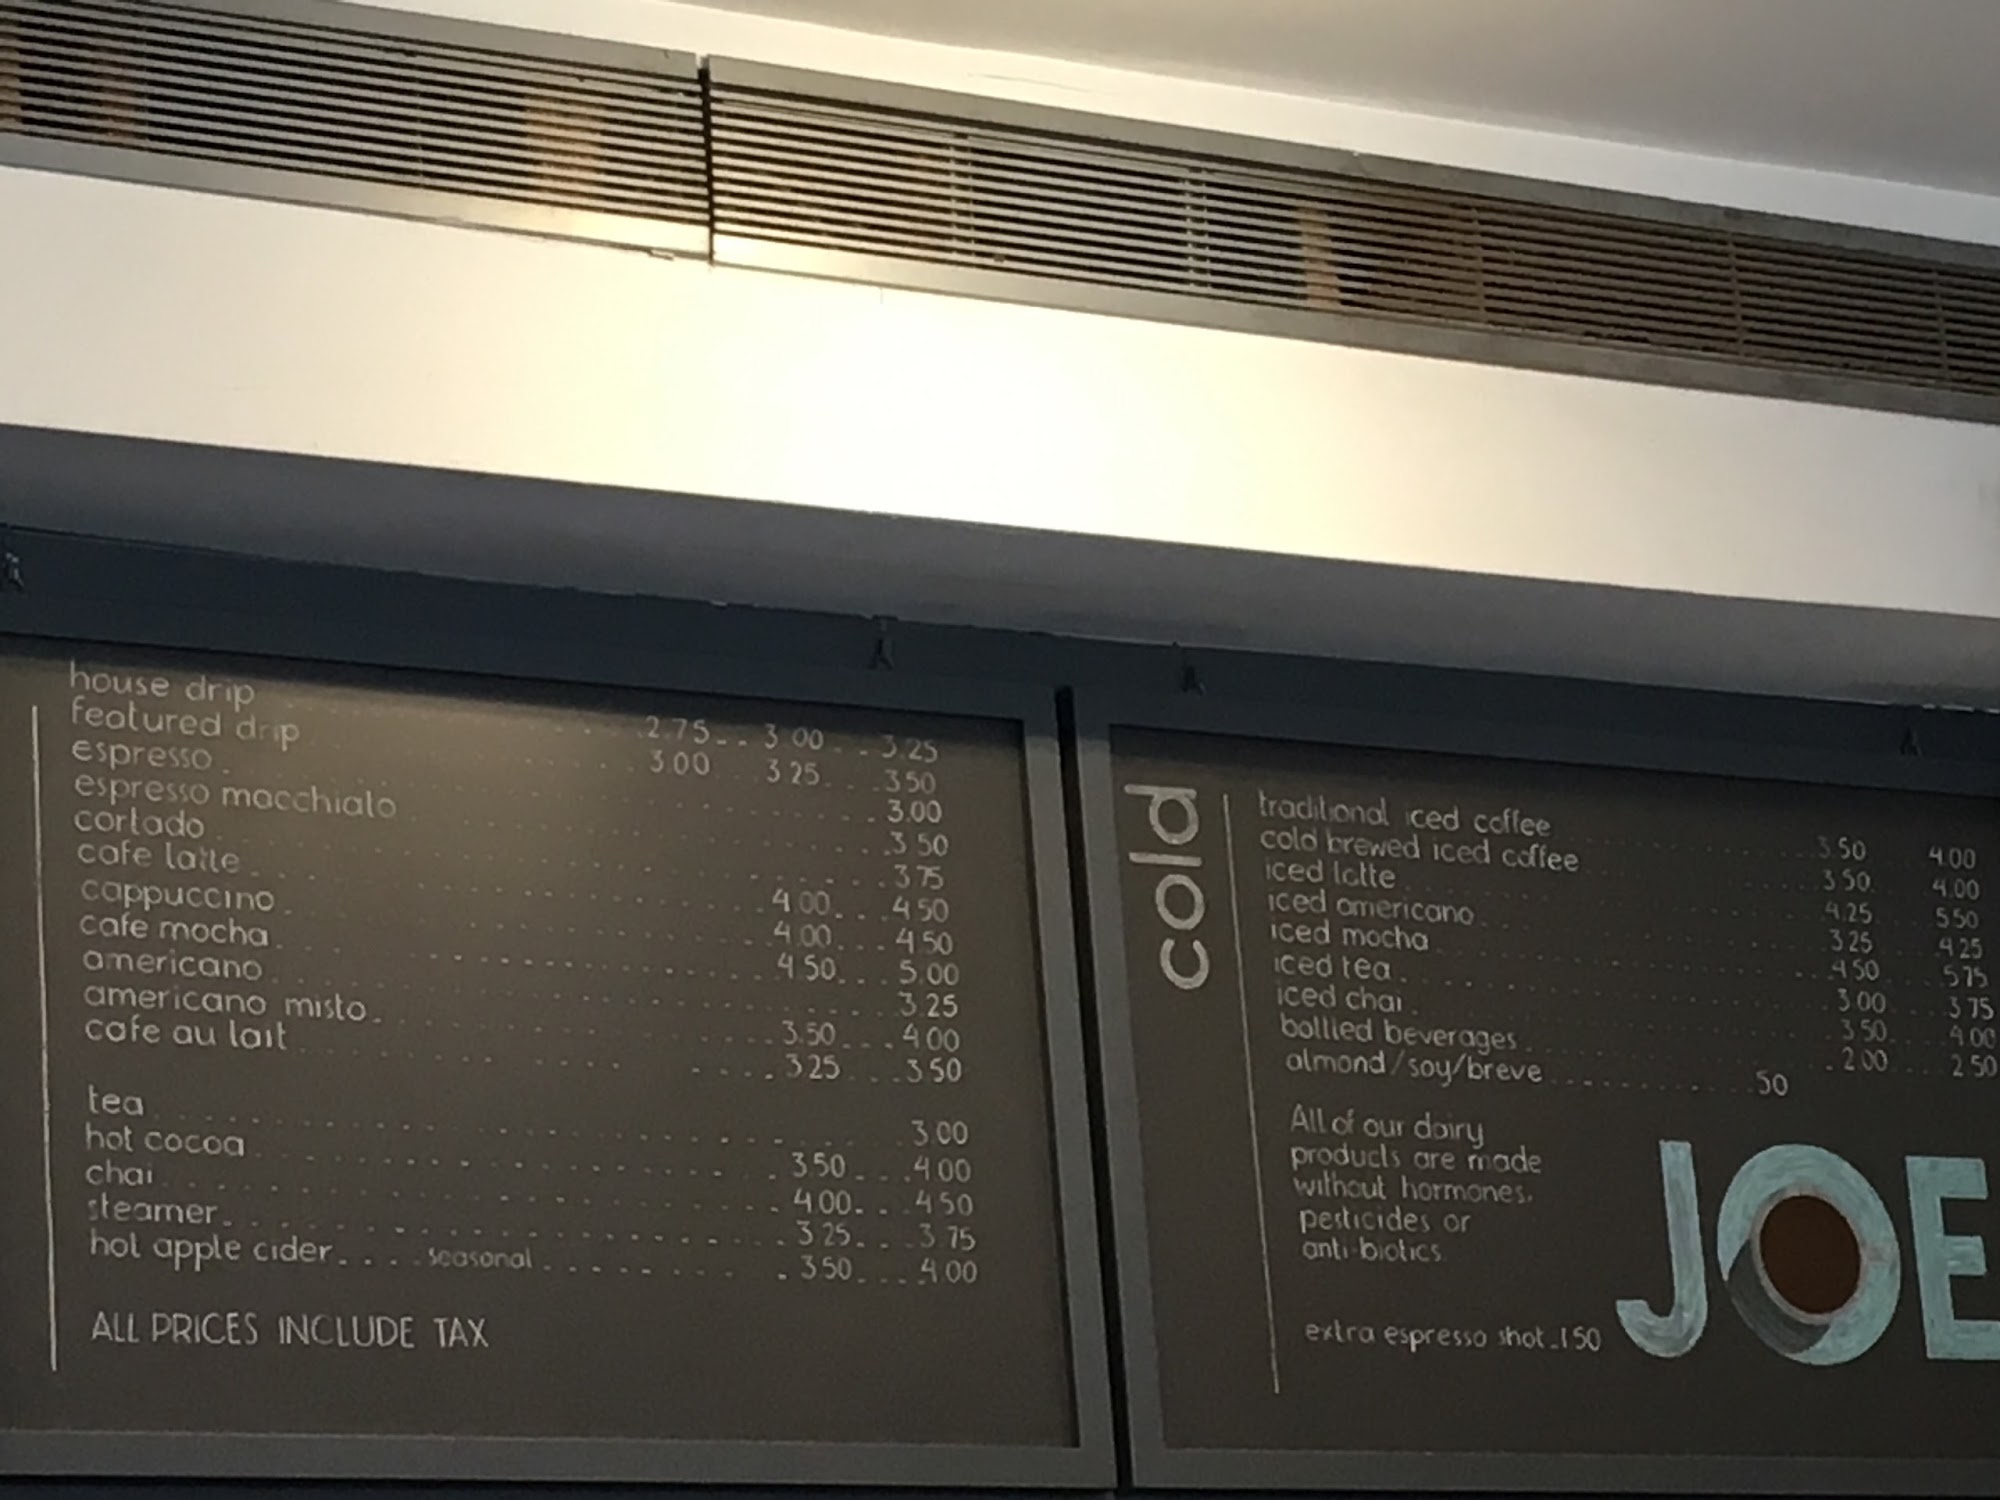 house drip 2.75 3.00 3.25
featured drip 3.00 3.25 3.50
espresso 3.00
espresso macchiato 3.50
cortado 3.75
cafe latte 4.00 4.50
cappuccino 4.00 4.50
cafe mocha 4.50 5.00
americano 3.25
americano misto 3.50 4.00
cafe au lait 3.25 3.50
tea 3.00
hot cocoa 3.50 4.00
chai 4.00 4.50
steamer 3.25 3.75
hot apple cider seasonal 3.50 4.00
ALL PRICES INCLUDE TAX
cold
traditional iced coffee 3.50 4.00
cold brewed iced coffee 3.50 4.00
iced latte 4.25 5.50
iced americano 3.25 4.25
iced mocha 4.50 5.75
iced tea 3.00 3.75
iced chai 3.50 4.00
bottled beverages 2.00 2.50
almond/soy/breve .50
All of our dairy
products are made
without hormones,
pesticides or
anti-biotics.
extra espresso shot 1.50
JOE